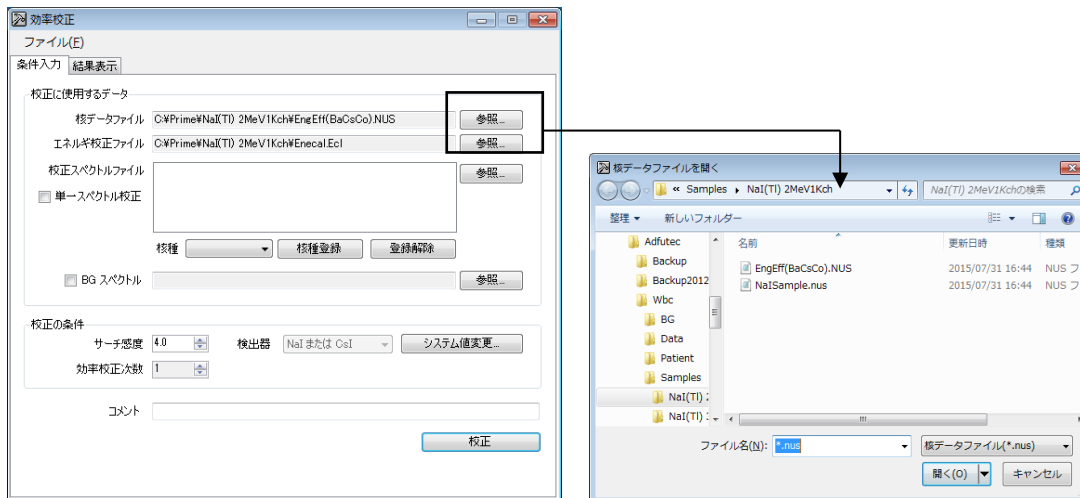 効率校正
ファイル(F)
条件入力 結果表示
校正に使用するデータ
核データファイル C:¥Prime¥NaI(Tl) 2MeV1Kch¥EngEff(BaCsCo).NUS 参照...
エネルギ校正ファイル C:¥Prime¥NaI(Tl) 2MeV1Kch¥Enecal.Ecl 参照...
校正スペクトルファイル 参照...
単一スペクトル校正
核種 核種登録 登録解除
BG スペクトル 参照...
校正の条件
サーチ感度 4.0 検出器 NaI または CsI システム値変更...
効率校正次数 1
コメント
校正
核データファイルを開く
« Samples NaI(Tl) 2MeV1Kch NaI(Tl) 2MeV1Kchの検索
整理 新しいフォルダー
Adfutec
Backup
Backup2012
Wbc
BG
Data
Patient
Samples
NaI(Tl) 2
NaI(Tl)
名前 更新日時 種類
EngEff(BaCsCo).NUS 2015/07/31 16:44 NUS フ
NaISample.nus 2015/07/31 16:44 NUS フ
ファイル名(N): *.nus 核データファイル(*.nus)
開く(O) キャンセル